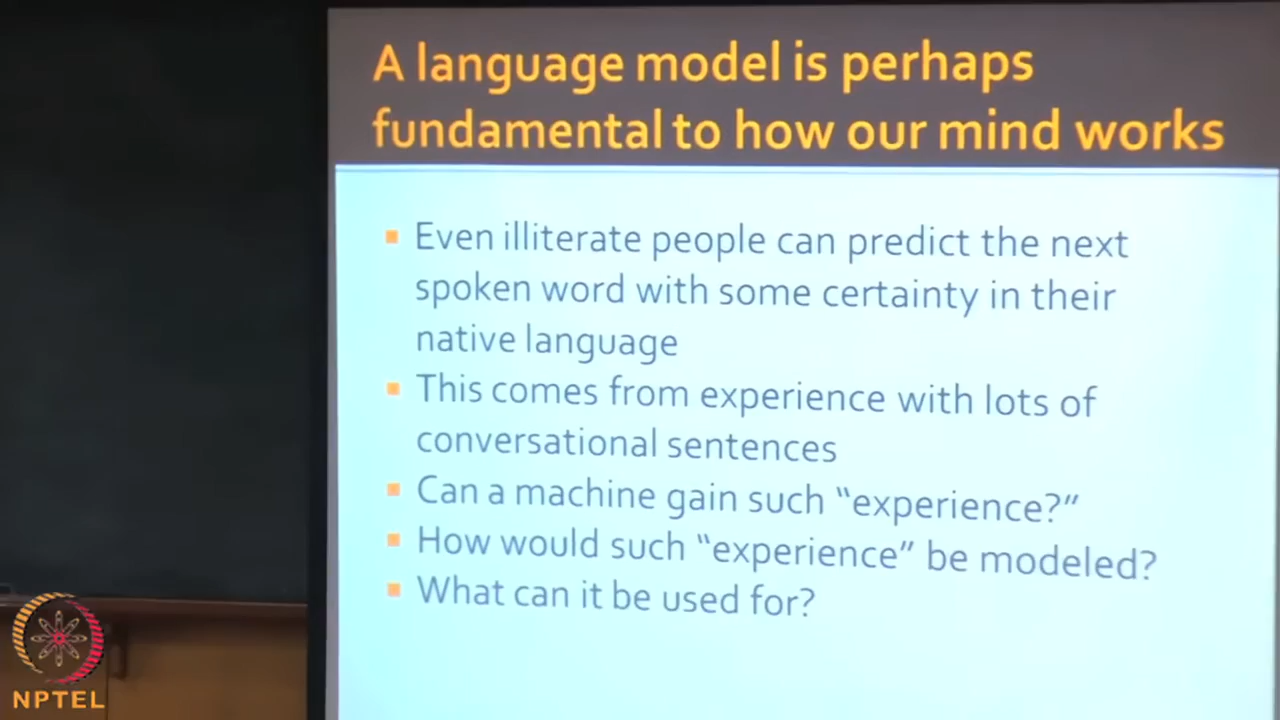 A language model is perhaps
fundamental to how our mind works
Even illiterate people can predict the next
spoken word with some certainty in their
native language
This comes from experience with lots of
conversational sentences
Can a machine gain such “experience?”
How would such “experience” be modeled?
What can it be used for?
NPTEL